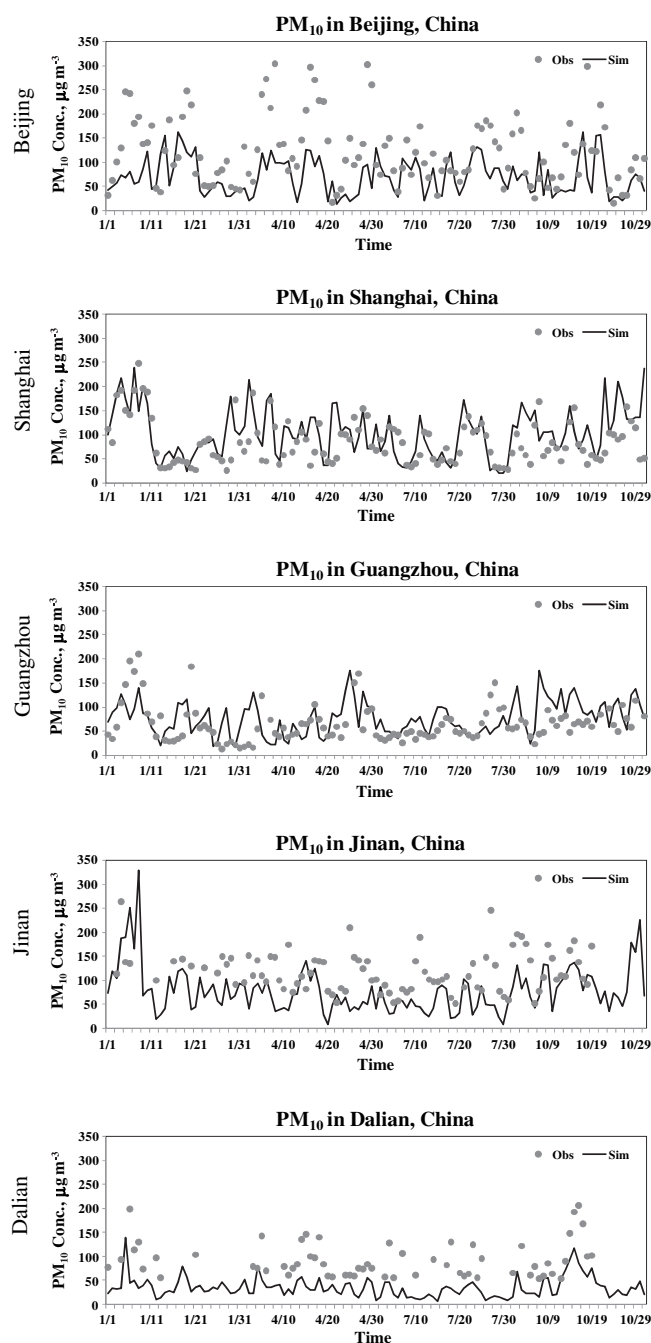 PM₁₀ in Beijing, China
Beijing
PM₁₀ Conc., µg m⁻³
350
300
250
200
150
100
50
0
Obs
Sim
1/1 1/11 1/21 1/31 4/10 4/20 4/30 7/10 7/20 7/30 10/9 10/19 10/29
Time
PM₁₀ in Shanghai, China
Shanghai
PM₁₀ Conc., µg m⁻³
350
300
250
200
150
100
50
0
Obs
Sim
1/1 1/11 1/21 1/31 4/10 4/20 4/30 7/10 7/20 7/30 10/9 10/19 10/29
Time
PM₁₀ in Guangzhou, China
Guangzhou
PM₁₀ Conc., µg m⁻³
350
300
250
200
150
100
50
0
Obs
Sim
1/1 1/11 1/21 1/31 4/10 4/20 4/30 7/10 7/20 7/30 10/9 10/19 10/29
Time
PM₁₀ in Jinan, China
Jinan
PM₁₀ Conc., µg m⁻³
350
300
250
200
150
100
50
0
Obs
Sim
1/1 1/11 1/21 1/31 4/10 4/20 4/30 7/10 7/20 7/30 10/9 10/19 10/29
Time
PM₁₀ in Dalian, China
Dalian
PM₁₀ Conc., µg m⁻³
350
300
250
200
150
100
50
0
Obs
Sim
1/1 1/11 1/21 1/31 4/10 4/20 4/30 7/10 7/20 7/30 10/9 10/19 10/29
Time